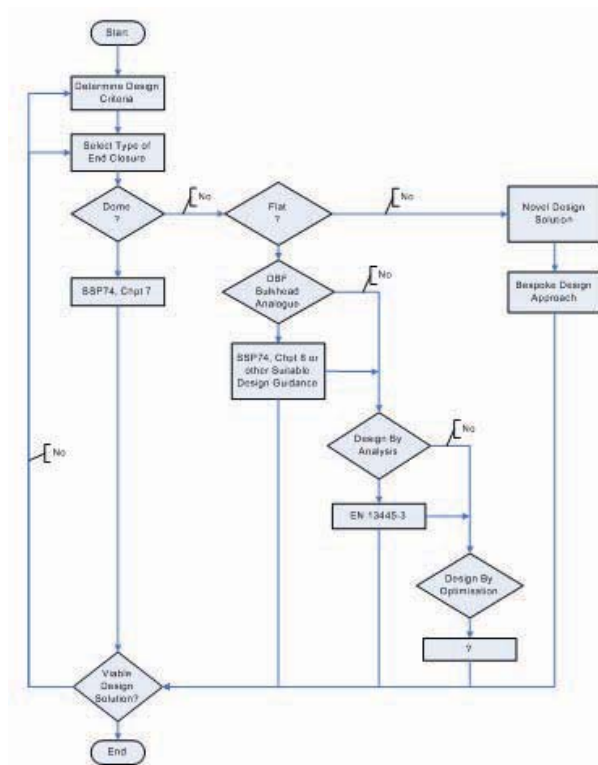 Start
Determine Design
Criteria
Select Type of
End Closure
Dome
?
No
Flat
?
No
Novel Design
Solution
SSP74, Chpt 7
DBF
Bulkhead
Analogue
No
Bespoke Design
Approach
SSP74, Chpt 6 or
other Suitable
Design Guidance
Design By
Analysis
No
No
EN 13445-3
Design By
Optimisation
?
Viable
Design
Solution?
End